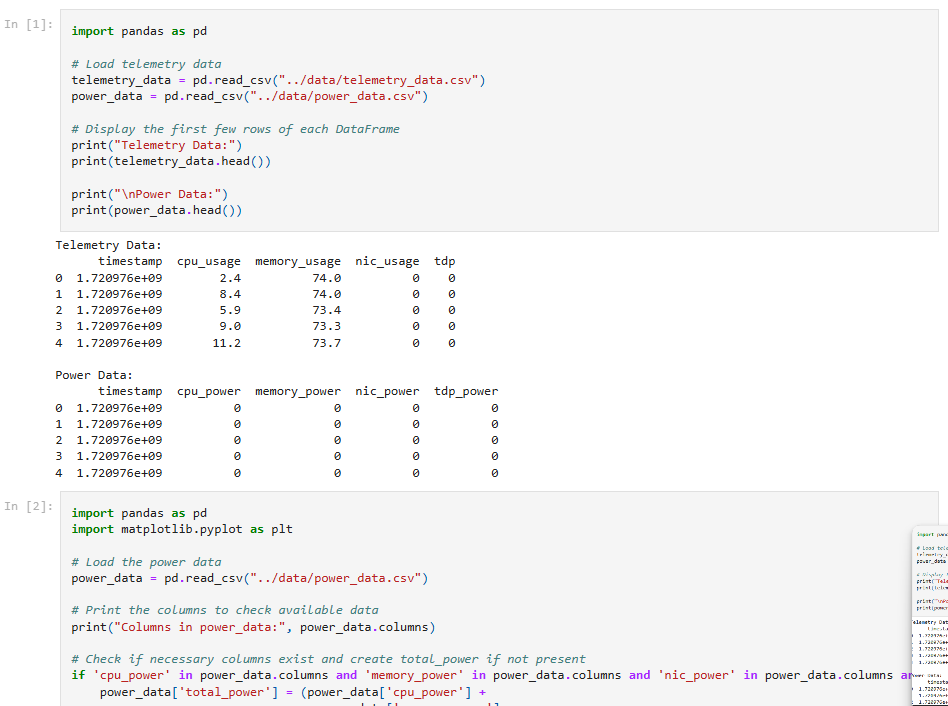 In [1]:
import pandas as pd
# Load telemetry data
telemetry_data = pd.read_csv("../data/telemetry_data.csv")
power_data = pd.read_csv("../data/power_data.csv")
# Display the first few rows of each DataFrame
print("Telemetry Data:")
print(telemetry_data.head())
print("\nPower Data:")
print(power_data.head())
Telemetry Data:
timestamp cpu_usage memory_usage nic_usage tdp
0 1.720976e+09 2.4 74.0 0 0
1 1.720976e+09 8.4 74.0 0 0
2 1.720976e+09 5.9 73.4 0 0
3 1.720976e+09 9.0 73.3 0 0
4 1.720976e+09 11.2 73.7 0 0
Power Data:
timestamp cpu_power memory_power nic_power tdp_power
0 1.720976e+09 0 0 0 0
1 1.720976e+09 0 0 0 0
2 1.720976e+09 0 0 0 0
3 1.720976e+09 0 0 0 0
4 1.720976e+09 0 0 0 0
In [2]:
import pandas as pd
import matplotlib.pyplot as plt
# Load the power data
power_data = pd.read_csv("../data/power_data.csv")
# Print the columns to check available data
print("Columns in power_data:", power_data.columns)
# Check if necessary columns exist and create total_power if not present
if 'cpu_power' in power_data.columns and 'memory_power' in power_data.columns and 'nic_power' in power_data.columns
power_data['total_power'] = (power_data['cpu_power'] +